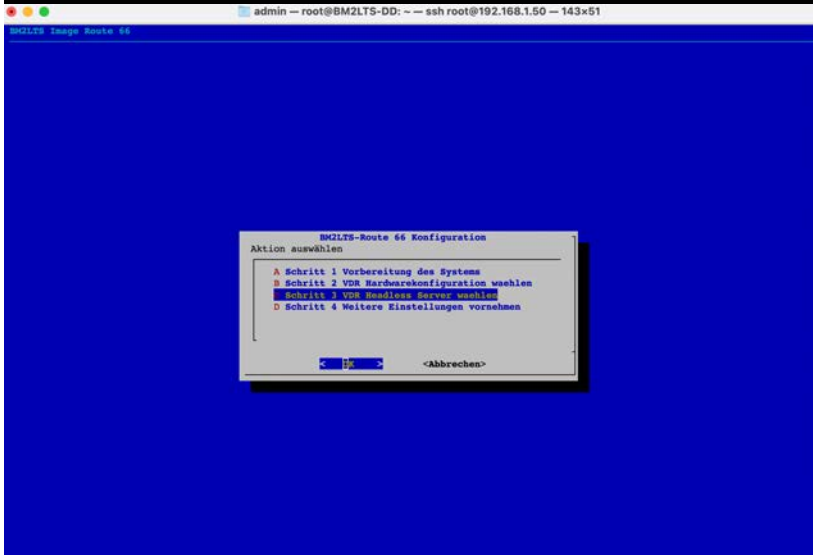 admin — root@BM2LTS-DD: ~ — ssh root@192.168.1.50 — 143×51
BM2LTS Image Route 66
BM2LTS-Route 66 Konfiguration
Aktion auswählen
A Schritt 1 Vorbereitung des Systems
B Schritt 2 VDR Hardwarekonfiguration waehlen
Schritt 3 VDR Headless Server waehlen
D Schritt 4 Weitere Einstellungen vornehmen
< OK > <Abbrechen>